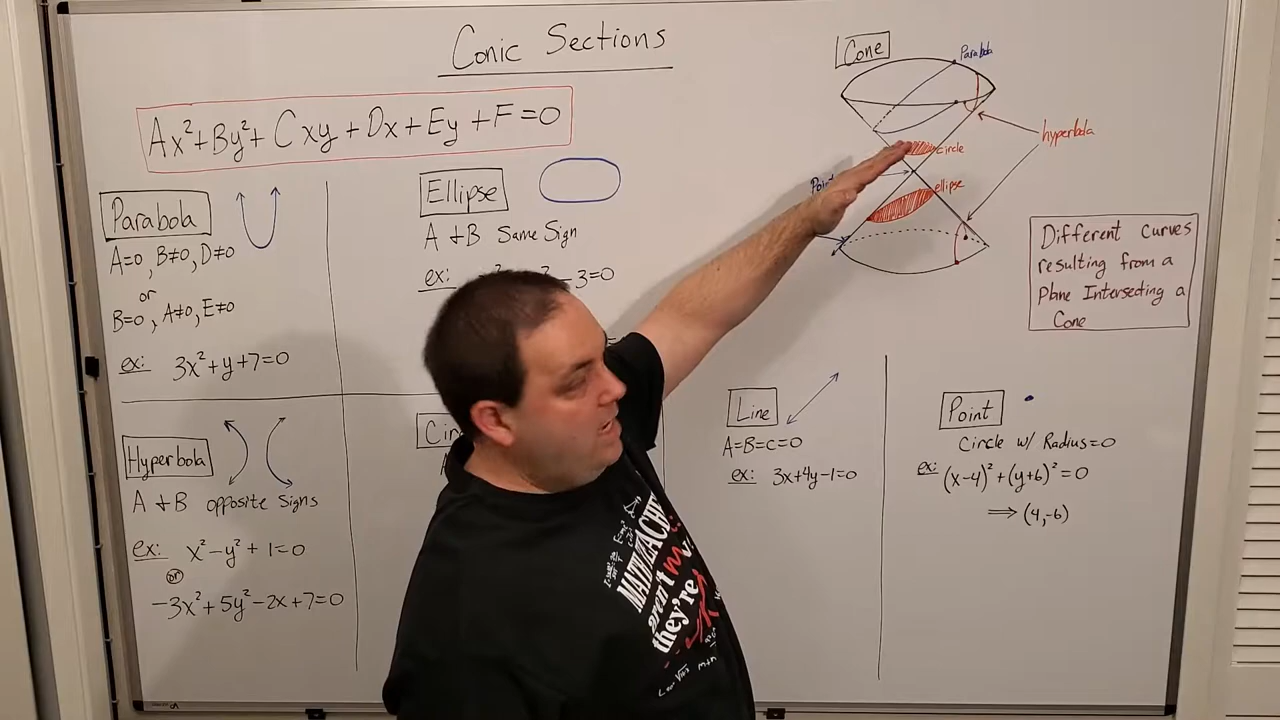 Conic Sections
Ax²+By²+Cxy+Dx+Ey+F=0
Parabola
A=0, B≠0, D≠0
or
B=0, A≠0, E≠0
ex: 3x²+y+7=0
Hyperbola
A + B opposite Signs
ex: x²-y²+1=0
or
-3x²+5y²-2x+7=0
Ellipse
A + B Same Sign
ex:
-3=0
Cone
Parabola
hyperbola
circle
ellipse
Different Curves
resulting from a
Plane Intersecting a
Cone
Line
A=B=C=0
ex: 3x+4y-1=0
Point
Circle w/ Radius=0
ex: (x-4)²+(y+6)²=0
⟹ (4,-6)
aren't
they're